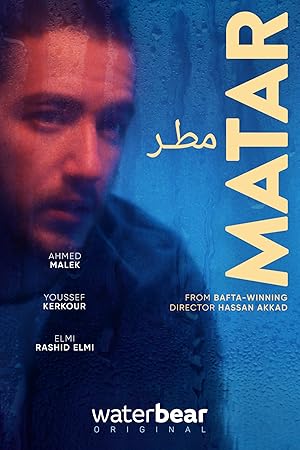 MATAR
مطر
AHMED
MALEK
YOUSSEF
KERKOUR
ELMI
RASHID ELMI
FROM BAFTA-WINNING
DIRECTOR HASSAN AKKAD
waterbear
ORIGINAL